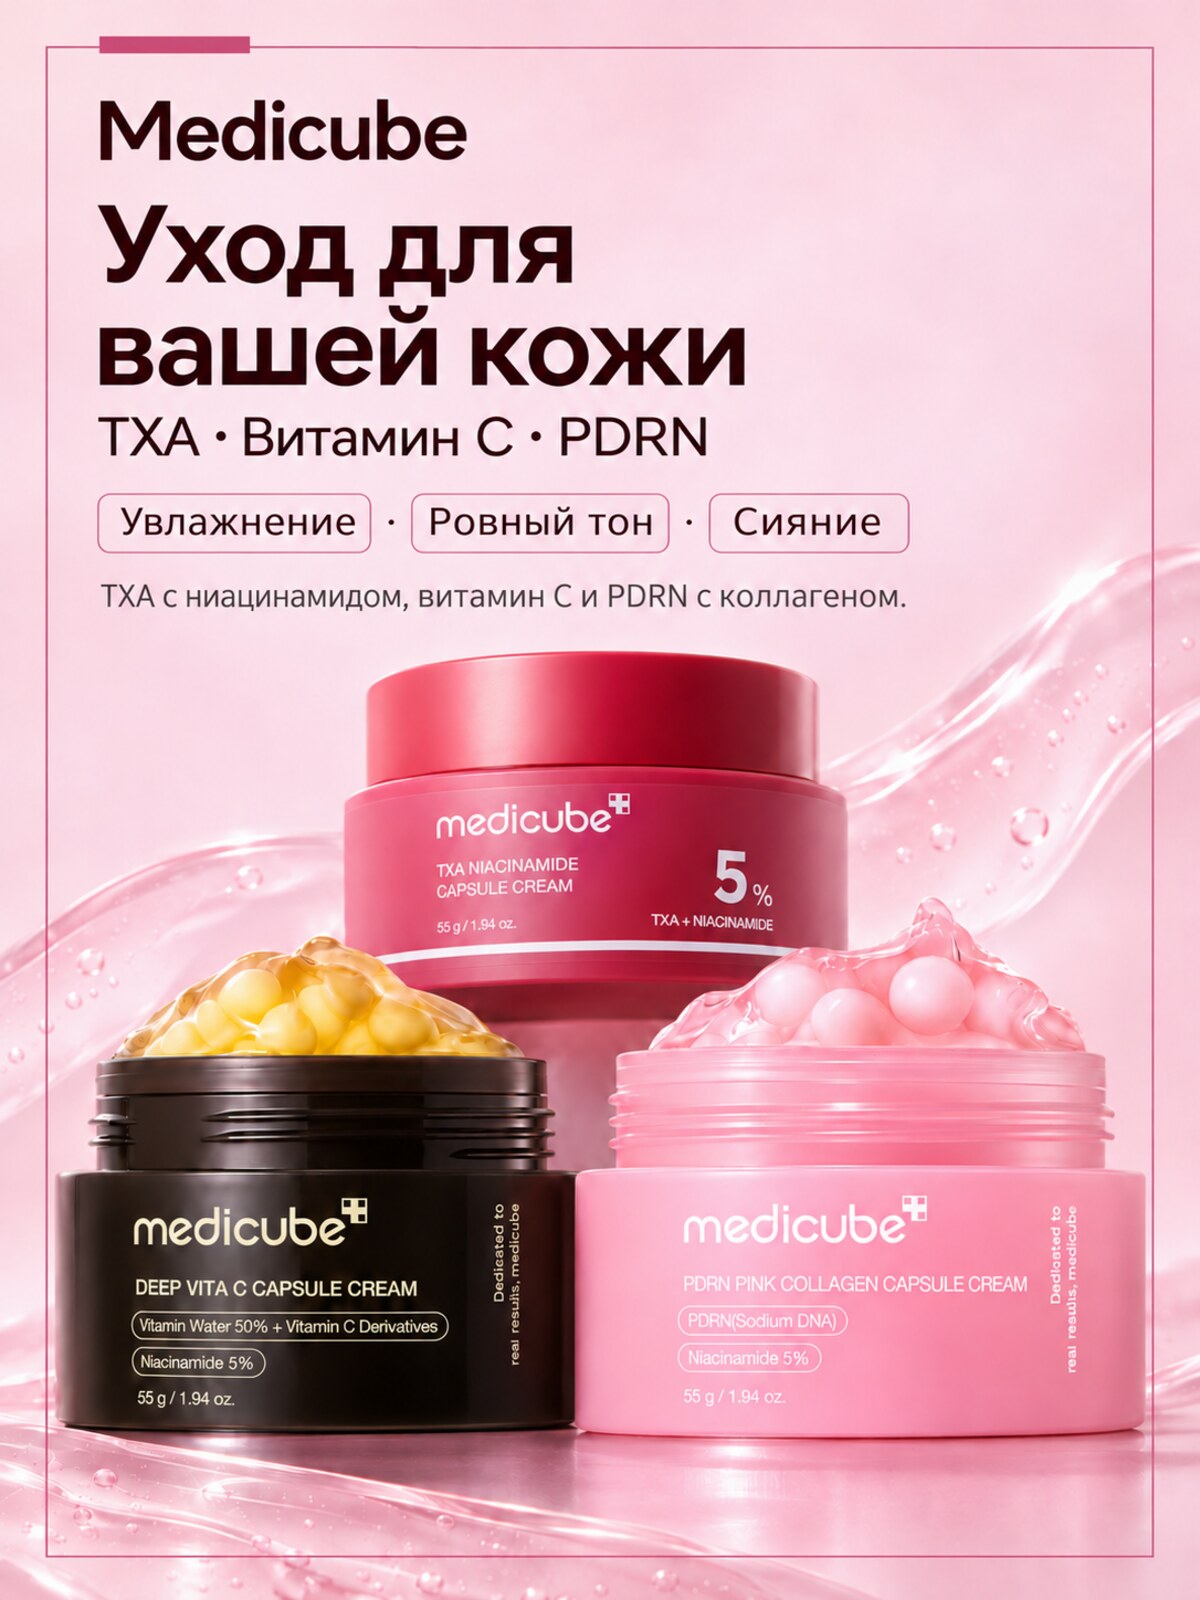 Medicube
Уход для
вашей кожи
TXA • Витамин C • PDRN
Увлажнение · Ровный тон · Сияние
TXA с ниацинамидом, витамин C и PDRN с коллагеном.
medicube
TXA NIACINAMIDE
CAPSULE CREAM
55 g / 1.94 oz.
5%
TXA + NIACINAMIDE
medicube
DEEP VITA C CAPSULE CREAM
Vitamin Water 50% + Vitamin C Derivatives
Niacinamide 5%
55 g / 1.94 oz.
Dedicated to
real results, medicube
medicube
PDRN PINK COLLAGEN CAPSULE CREAM
PDRN(Sodium DNA)
Niacinamide 5%
55 g / 1.94 oz.
Dedicated to
real results, medicube